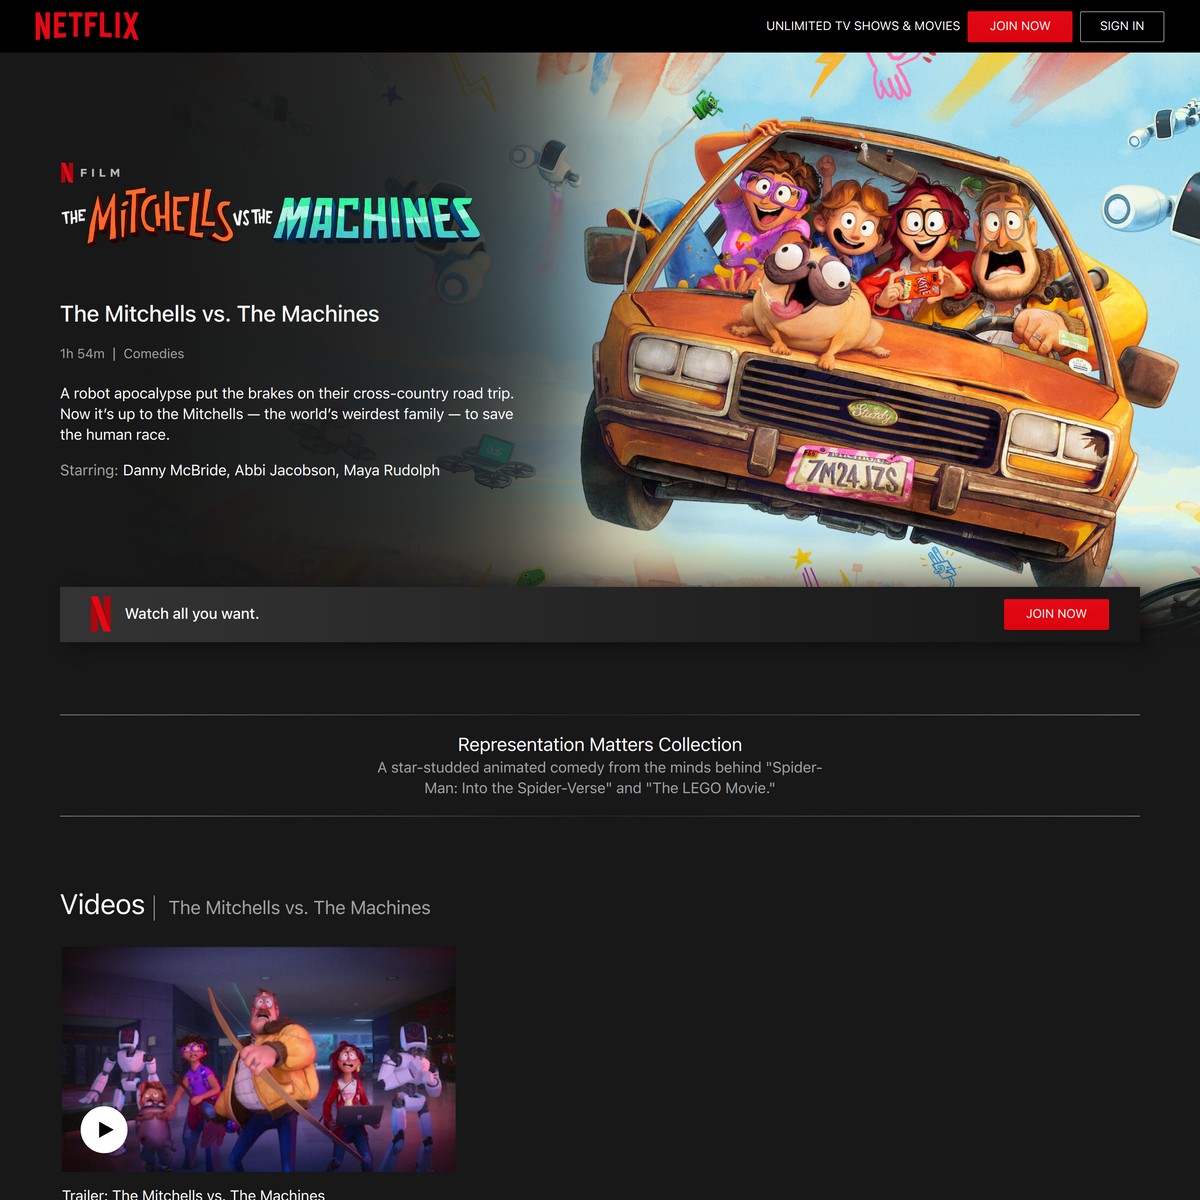 NETFLIX
UNLIMITED TV SHOWS & MOVIES
JOIN NOW
SIGN IN
N FILM
THE MITCHELLS VS THE MACHINES
The Mitchells vs. The Machines
1h 54m | Comedies
A robot apocalypse put the brakes on their cross-country road trip.
Now it’s up to the Mitchells — the world’s weirdest family — to save
the human race.
Starring: Danny McBride, Abbi Jacobson, Maya Rudolph
KATIE
Sturdy
7M24JZS
N
Watch all you want.
JOIN NOW
Representation Matters Collection
A star-studded animated comedy from the minds behind "Spider-
Man: Into the Spider-Verse" and "The LEGO Movie."
Videos | The Mitchells vs. The Machines
Trailer: The Mitchells vs. The Machines